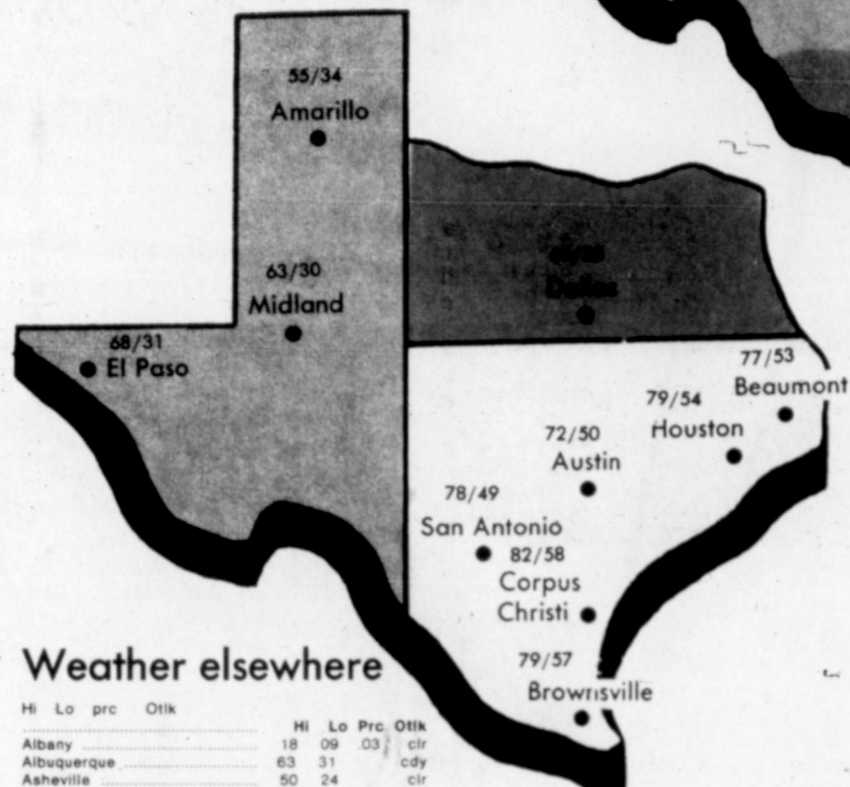 55/34
Amarillo
63/30
Midland
68/31
El Paso
Dallas
77/53
Beaumont
79/54
Houston
72/50
Austin
78/49
San Antonio
82/58
Corpus
Christi
79/57
Brownsville
Weather elsewhere
Hi Lo prc Otlk
Hi Lo Prc Otlk
Albany 18 09 .03 clr
Albuquerque 63 31 cdy
Asheville 50 24 clr